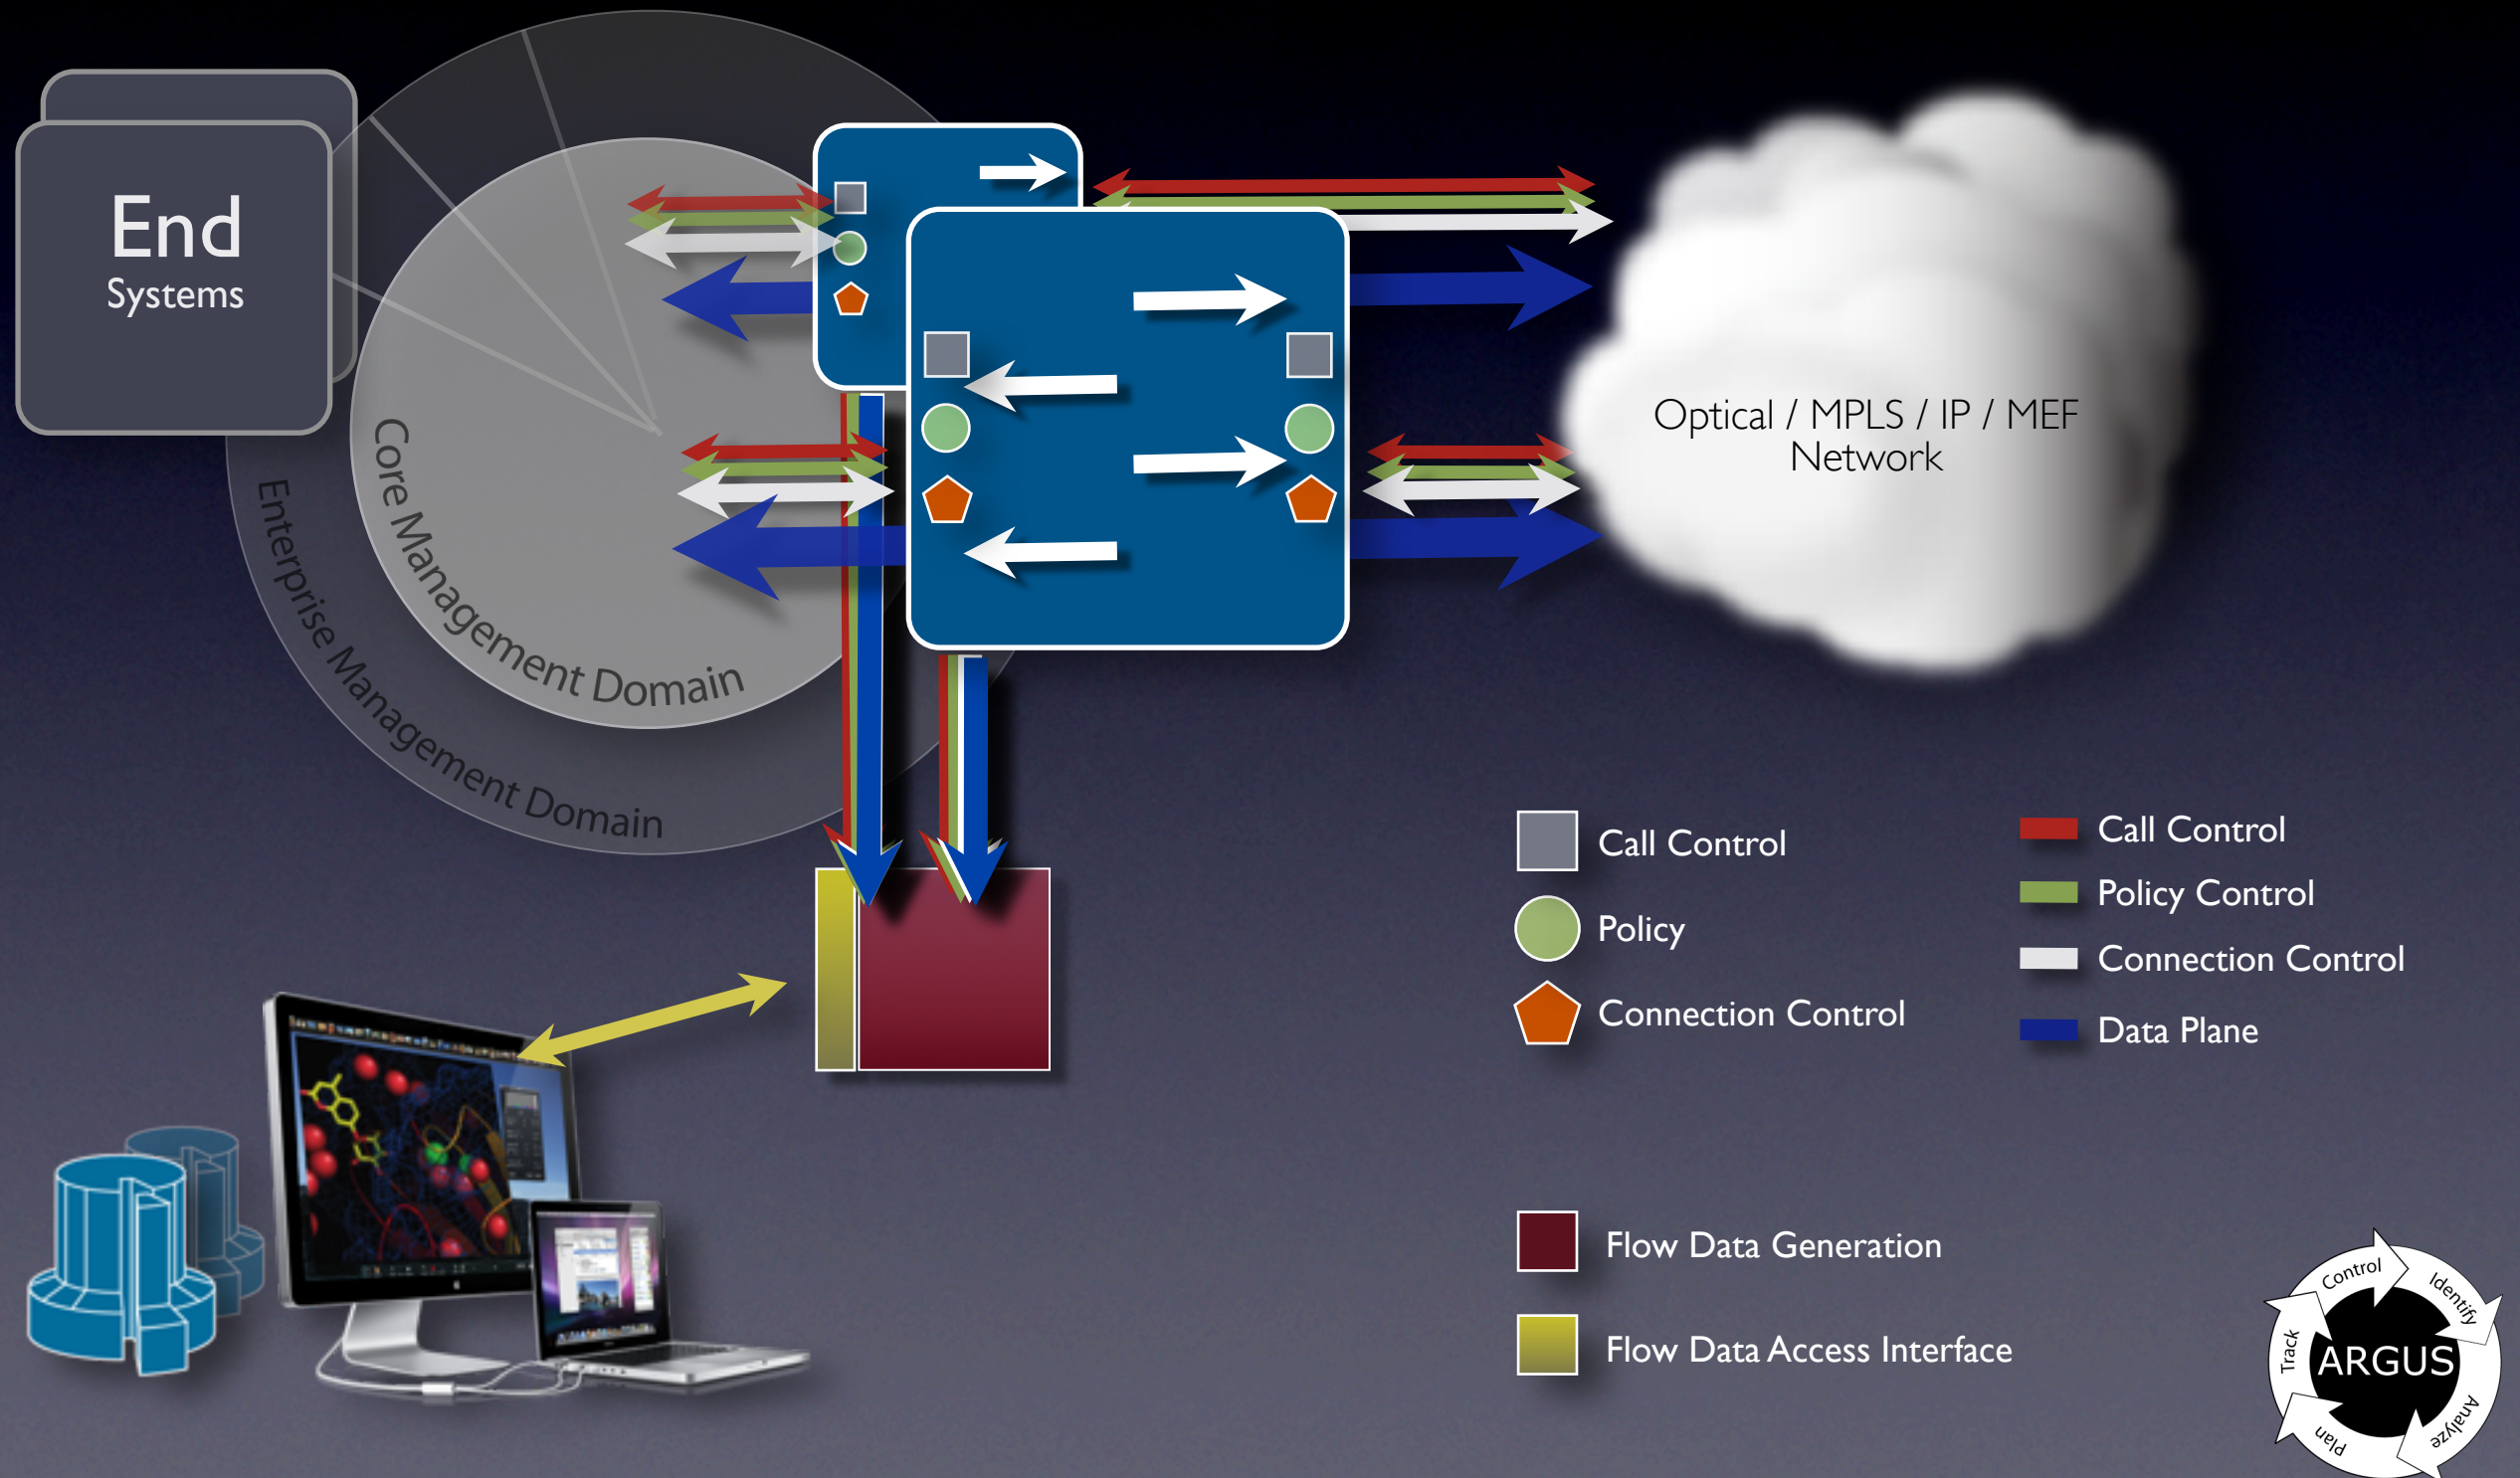 End
Systems
Core Management Domain
Enterprise Management Domain
Optical / MPLS / IP / MEF
Network
Call Control
Policy
Connection Control
Call Control
Policy Control
Connection Control
Data Plane
Flow Data Generation
Flow Data Access Interface
Control
Identify
Analyze
Plan
Track
ARGUS